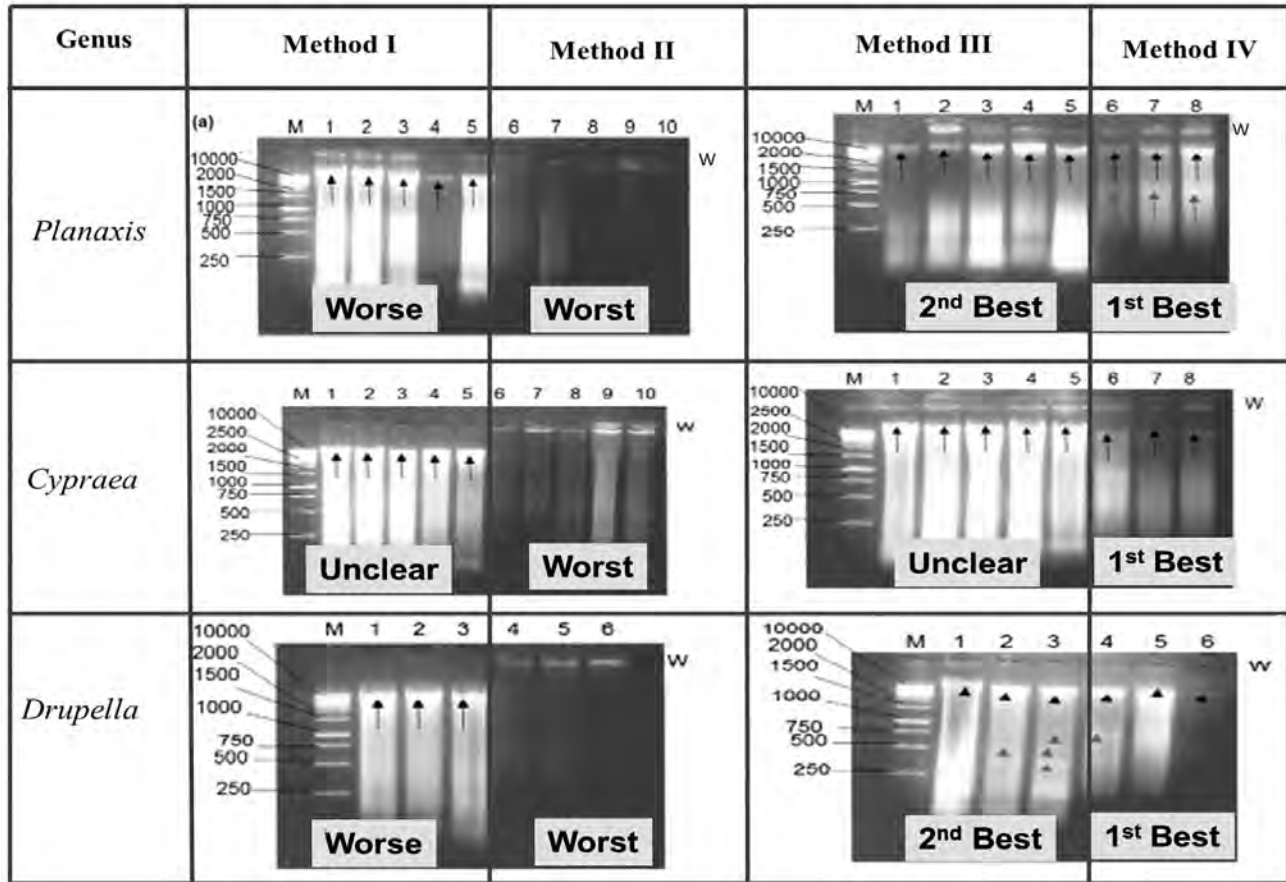 Genus Method I Method II Method III Method IV
Planaxis
(a)
M 1 2 3 4 5 6 7 8 9 10
W
10000
2000
1500
1000
750
500
250
Worse Worst
M 1 2 3 4 5 6 7 8
W
10000
2000
1500
1000
750
500
250
2nd Best 1st Best
Cypraea
M 1 2 3 4 5 6 7 8 9 10
W
10000
2500
2000
1500
1000
750
500
250
Unclear Worst
M 1 2 3 4 5 6 7 8
W
10000
2500
2000
1500
1000
750
500
250
Unclear 1st Best
Drupella
M 1 2 3 4 5 6
W
10000
2000
1500
1000
750
500
250
Worse Worst
M 1 2 3 4 5 6
W
10000
2000
1500
1000
750
500
250
2nd Best 1st Best